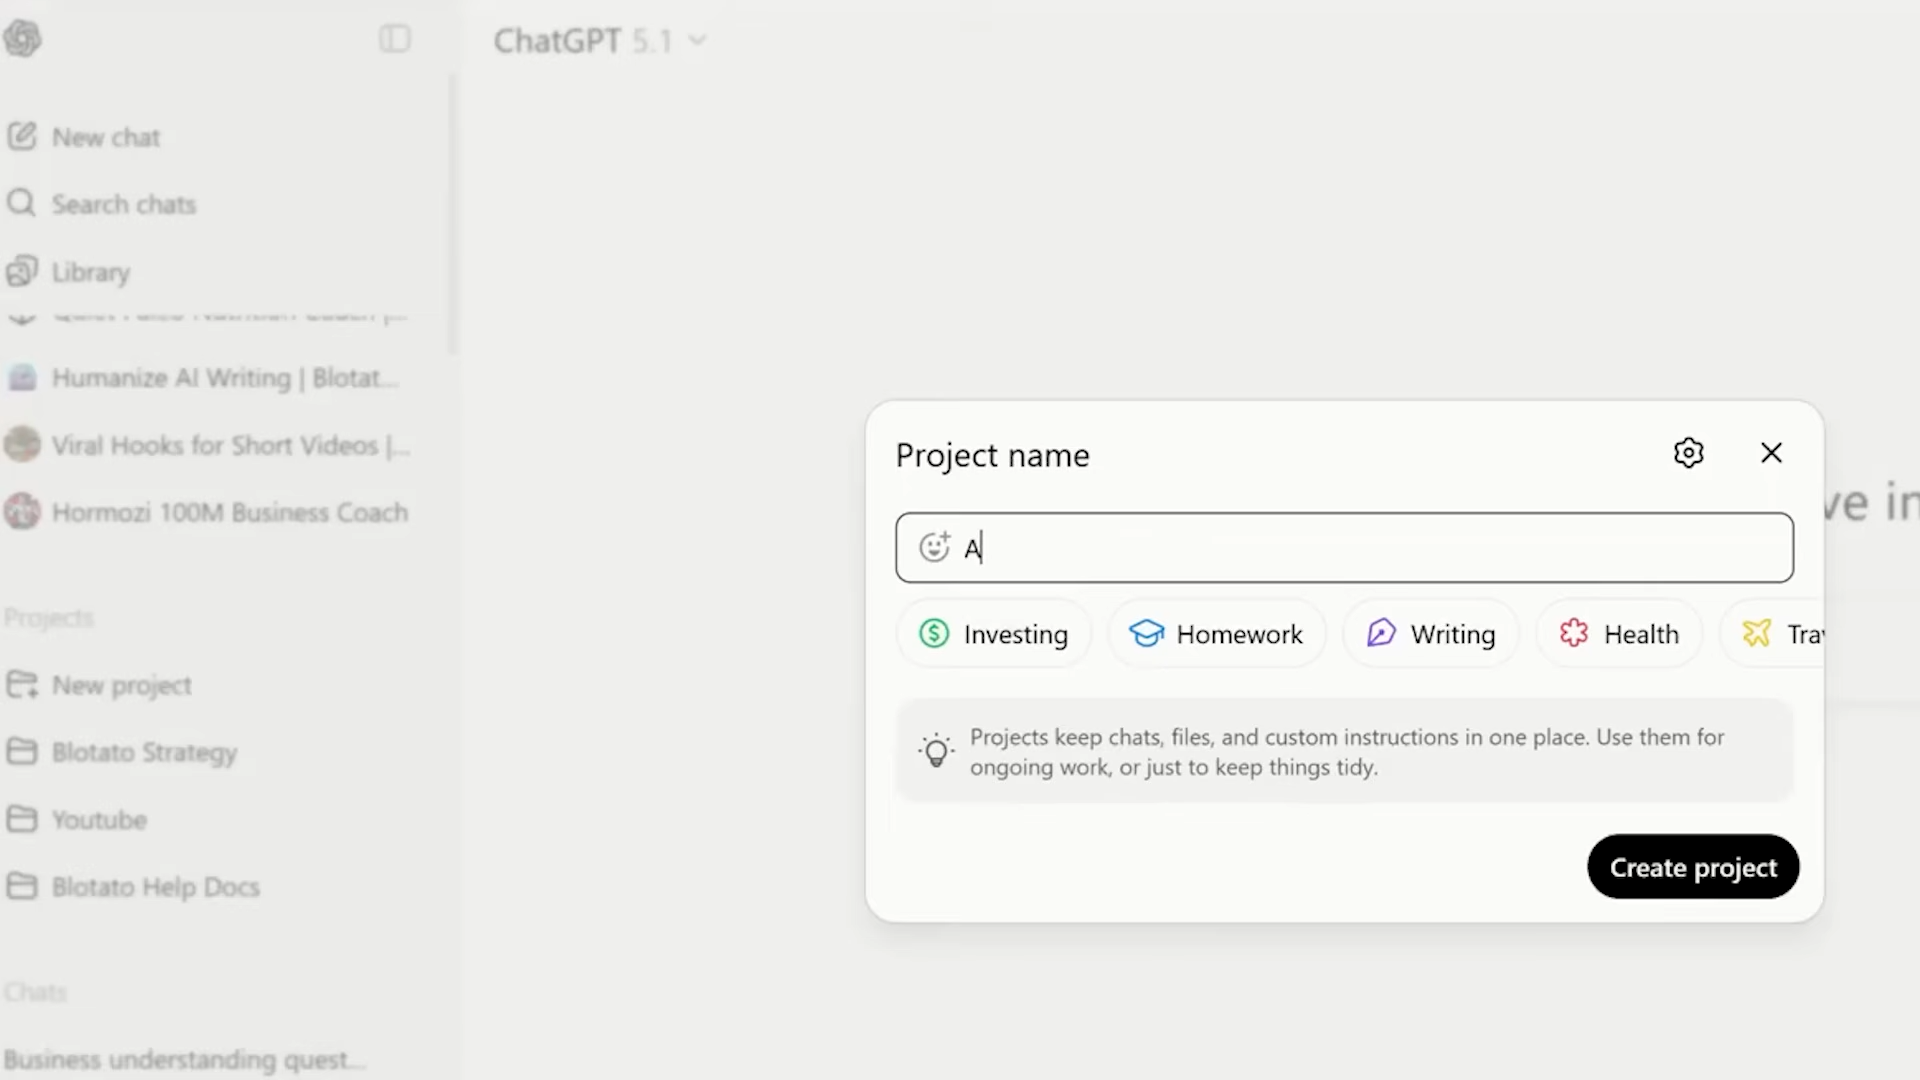 ChatGPT 5.1
New chat
Search chats
Library
Humanize AI Writing | Blotat...
Viral Hooks for Short Videos |...
Hormozi 100M Business Coach
Projects
New project
Blotato Strategy
Youtube
Blotato Help Docs
Chats
Business understanding quest...
Project name
A
Investing
Homework
Writing
Health
Tra
Projects keep chats, files, and custom instructions in one place. Use them for
ongoing work, or just to keep things tidy.
Create project
ve in